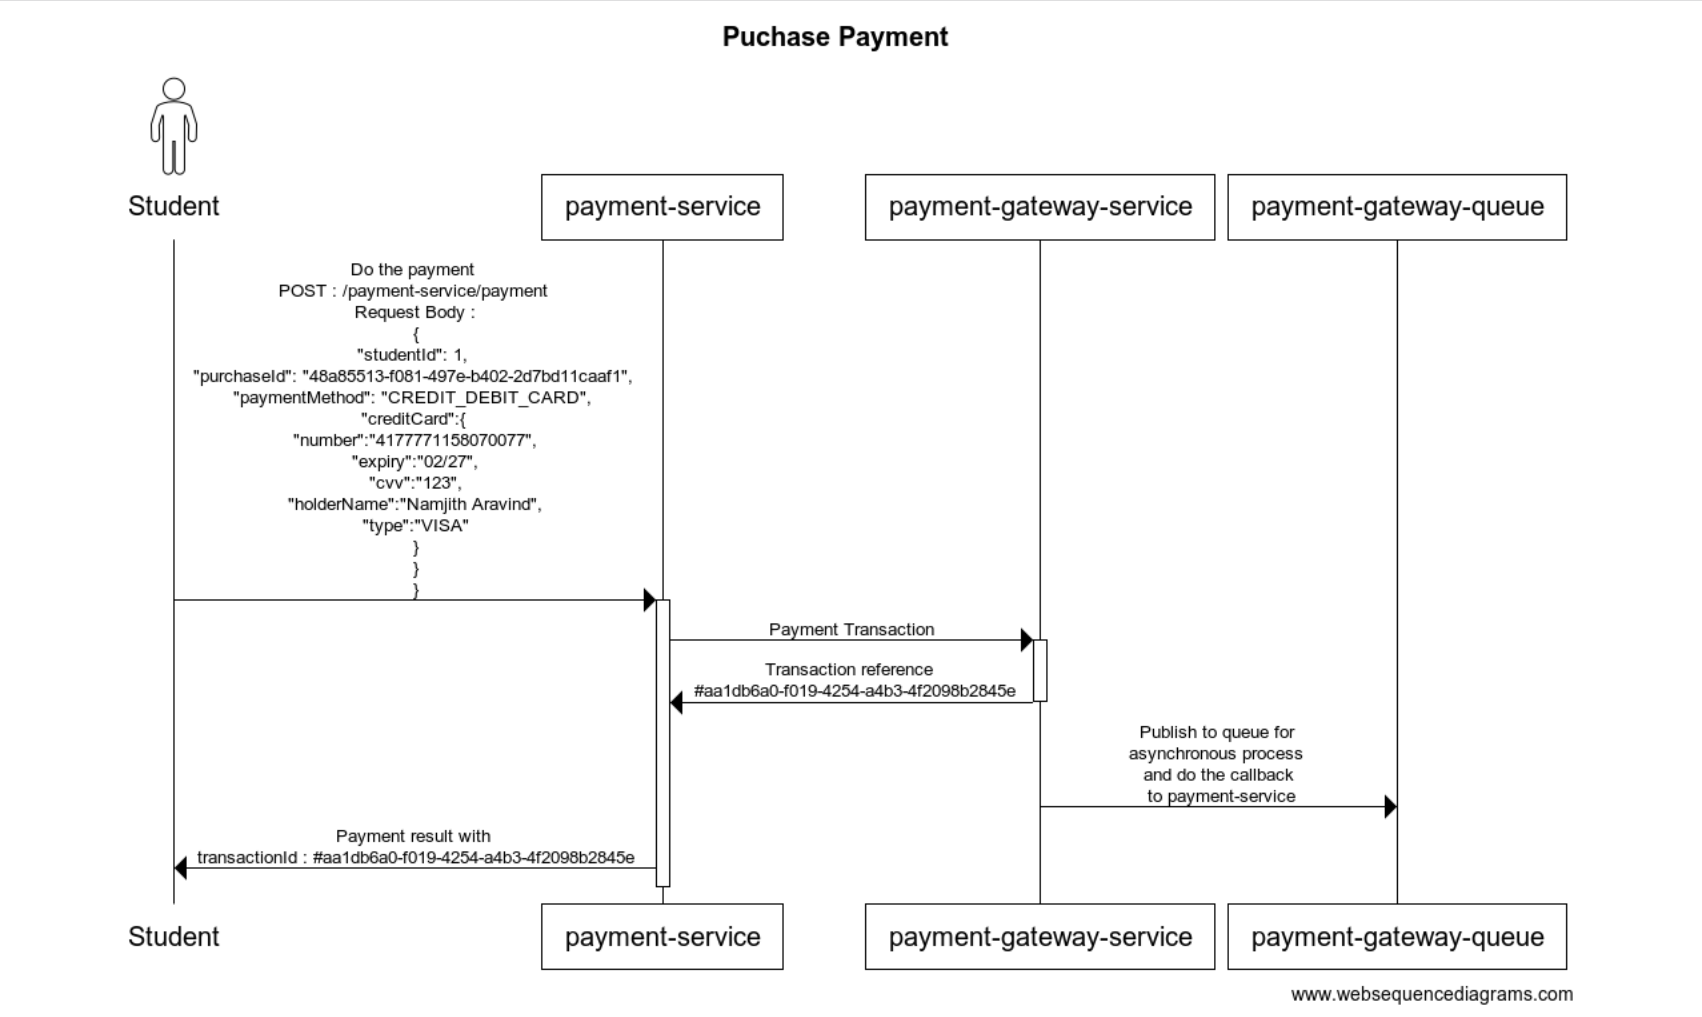 Puchase Payment
Student
payment-service
payment-gateway-service
payment-gateway-queue
Do the payment
POST : /payment-service/payment
Request Body :
{
"studentId": 1,
"purchaseId": "48a85513-f081-497e-b402-2d7bd11caaf1",
"paymentMethod": "CREDIT_DEBIT_CARD",
"creditCard":{
"number":"4177771158070077",
"expiry":"02/27",
"cvv":"123",
"holderName":"Namjith Aravind",
"type":"VISA"
}
}
}
Payment Transaction
Transaction reference
#aa1db6a0-f019-4254-a4b3-4f2098b2845e
Publish to queue for
asynchronous process
and do the callback
to payment-service
Payment result with
transactionId : #aa1db6a0-f019-4254-a4b3-4f2098b2845e
Student
payment-service
payment-gateway-service
payment-gateway-queue
www.websequencediagrams.com